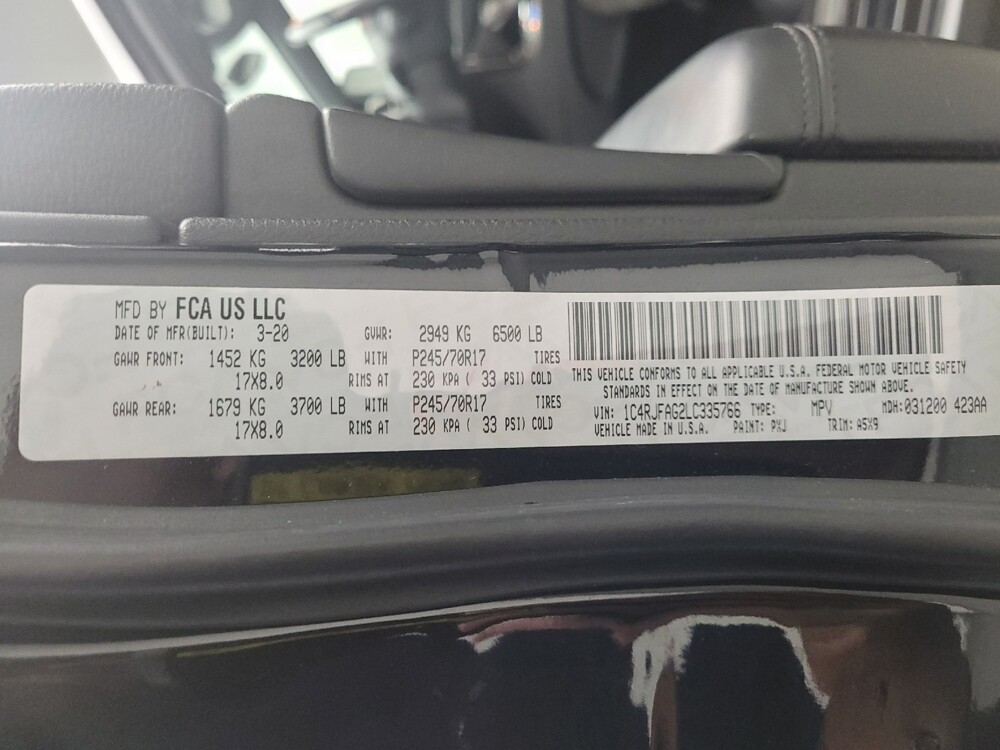 MFD BY FCA US LLC
DATE OF MFR(BUILT): 3-20 GVWR: 2949 KG 6500 LB
GAWR FRONT: 1452 KG 3200 LB WITH P245/70R17 TIRES
17X8.0 RIMS AT 230 KPA ( 33 PSI) COLD
GAWR REAR: 1679 KG 3700 LB WITH P245/70R17 TIRES
17X8.0 RIMS AT 230 KPA ( 33 PSI) COLD
THIS VEHICLE CONFORMS TO ALL APPLICABLE U.S.A. FEDERAL MOTOR VEHICLE SAFETY
STANDARDS IN EFFECT ON THE DATE OF MANUFACTURE SHOWN ABOVE.
VIN: 1C4RJFAG2LC335766 TYPE: MPV MDH:031200 423AA
VEHICLE MADE IN U.S.A. PAINT: PXJ TRIM: A5X9